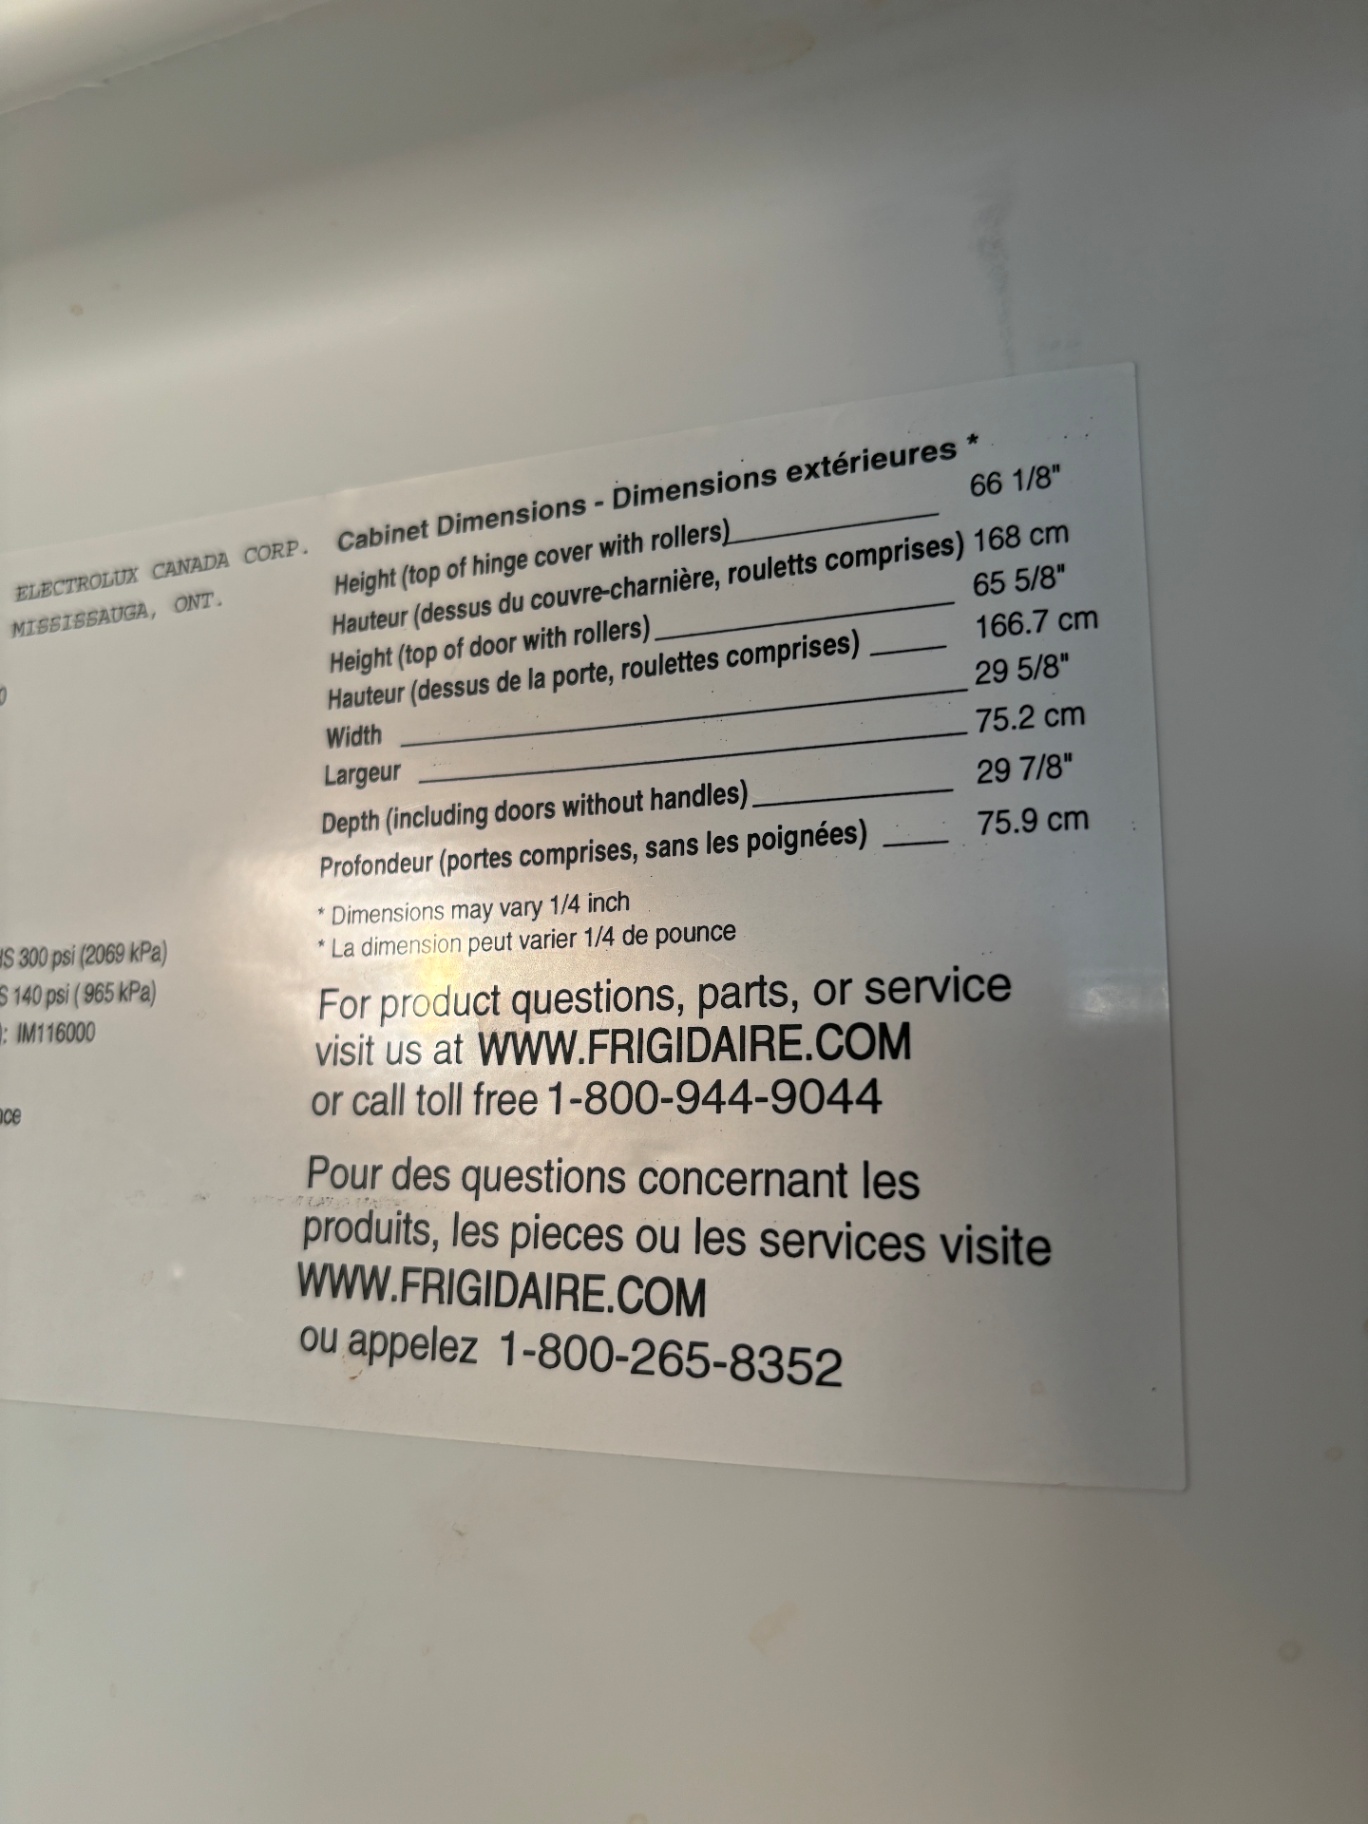 ELECTROLUX CANADA CORP.
MISSISSAUGA, ONT.
300 psi (2069 kPa)
140 psi ( 965 kPa)
: IM116000
Cabinet Dimensions - Dimensions extérieures *
Height (top of hinge cover with rollers) 66 1/8"
Hauteur (dessus du couvre-charnière, rouletts comprises) 168 cm
Height (top of door with rollers) 65 5/8"
Hauteur (dessus de la porte, roulettes comprises) 166.7 cm
Width 29 5/8"
Largeur 75.2 cm
Depth (including doors without handles) 29 7/8"
Profondeur (portes comprises, sans les poignées) 75.9 cm
* Dimensions may vary 1/4 inch
* La dimension peut varier 1/4 de pounce
For product questions, parts, or service
visit us at WWW.FRIGIDAIRE.COM
or call toll free 1-800-944-9044
Pour des questions concernant les
produits, les pieces ou les services visite
WWW.FRIGIDAIRE.COM
ou appelez 1-800-265-8352